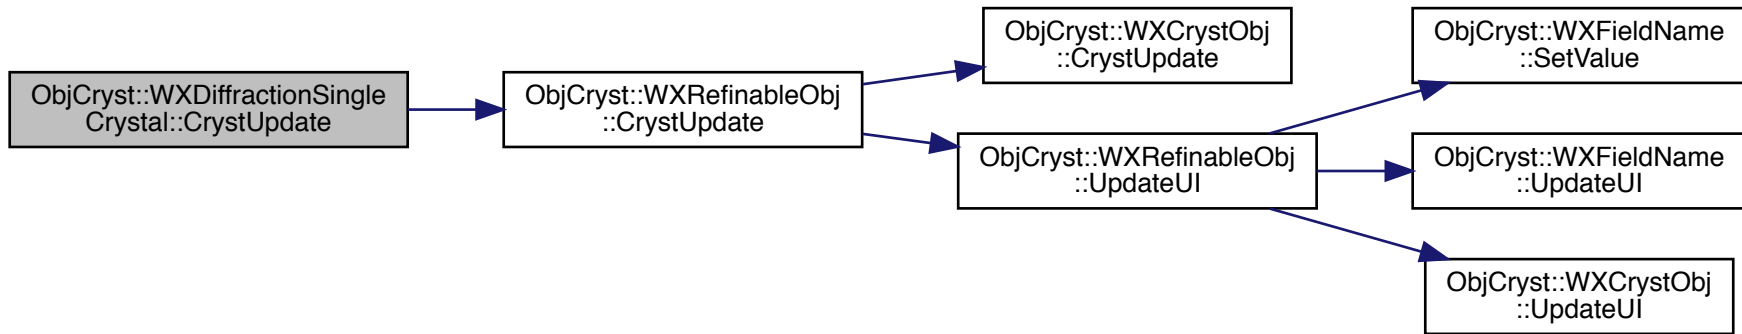 ObjCryst::WXDiffractionSingle
Crystal::CrystUpdate
ObjCryst::WXRefinableObj
::CrystUpdate
ObjCryst::WXCrystObj
::CrystUpdate
ObjCryst::WXRefinableObj
::UpdateUI
ObjCryst::WXFieldName
::SetValue
ObjCryst::WXFieldName
::UpdateUI
ObjCryst::WXCrystObj
::UpdateUI